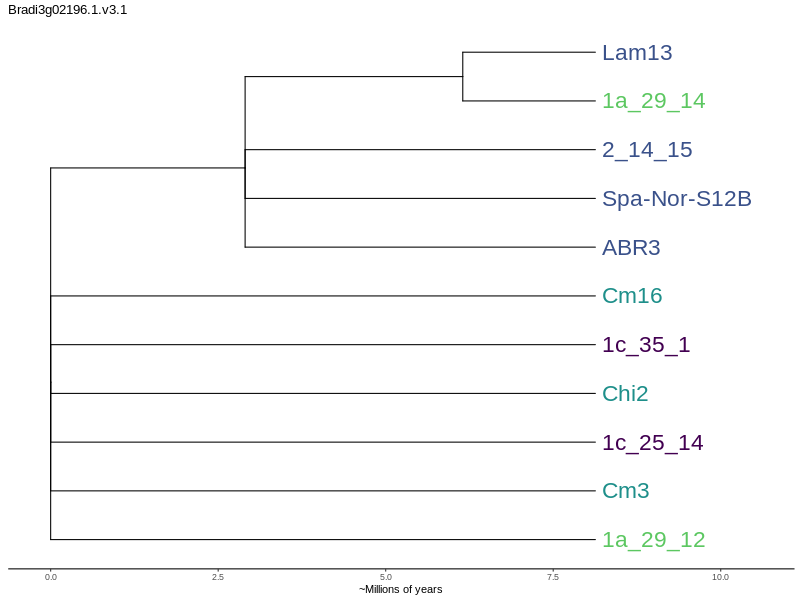 Bradi3g02196.1.v3.1
Lam13
1a_29_14
2_14_15
Spa-Nor-S12B
ABR3
Cm16
1c_35_1
Chi2
1c_25_14
Cm3
1a_29_12
0.0 2.5 5.0 7.5 10.0
~Millions of years